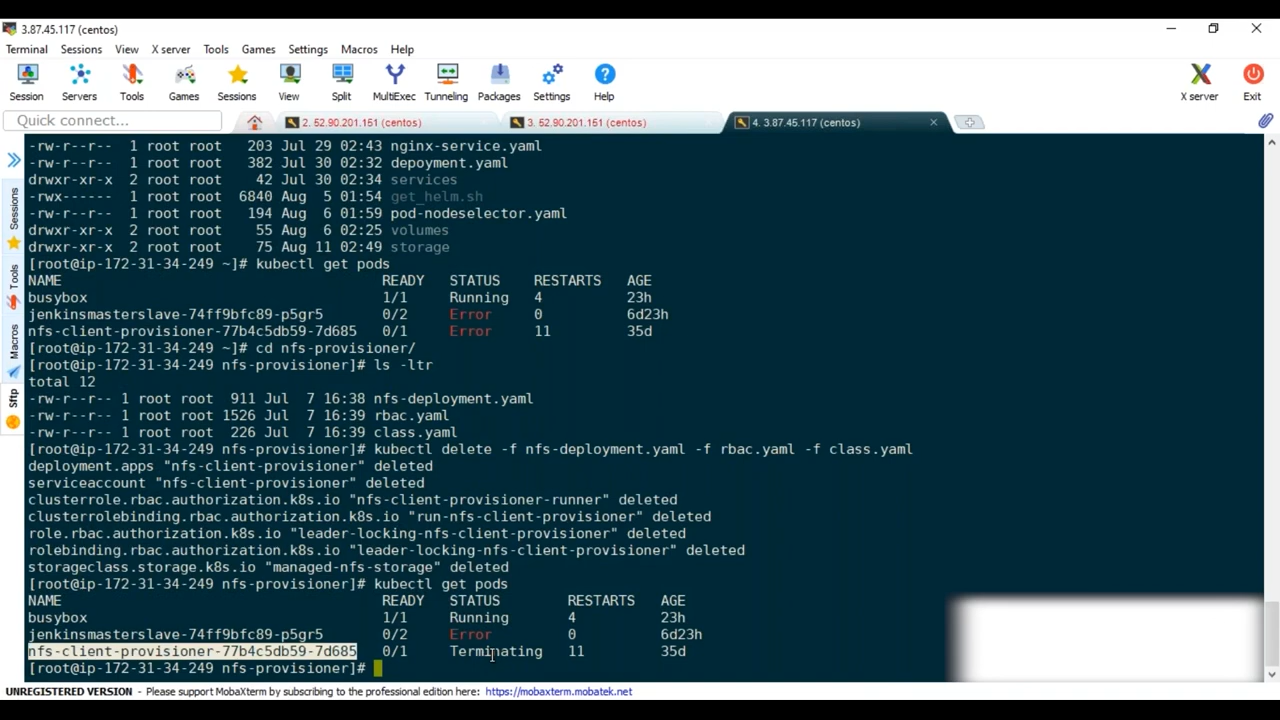 3.87.45.117 (centos)
Terminal Sessions View X server Tools Games Settings Macros Help
Session Servers Tools Games Sessions View Split MultiExec Tunneling Packages Settings Help X server Exit
Quick connect...
2. 52.90.201.151 (centos)
3. 52.90.201.151 (centos)
4. 3.87.45.117 (centos)
Sessions
Tools
Macros
Sftp
-rw-r--r-- 1 root root 203 Jul 29 02:43 nginx-service.yaml
-rw-r--r-- 1 root root 382 Jul 30 02:32 depoyment.yaml
drwxr-xr-x 2 root root 42 Jul 30 02:34 services
-rwx------ 1 root root 6840 Aug 5 01:54 get_helm.sh
-rw-r--r-- 1 root root 194 Aug 6 01:59 pod-nodeselector.yaml
drwxr-xr-x 2 root root 55 Aug 6 02:25 volumes
drwxr-xr-x 2 root root 75 Aug 11 02:49 storage
[root@ip-172-31-34-249 ~]# kubectl get pods
NAME READY STATUS RESTARTS AGE
busybox 1/1 Running 4 23h
jenkinsmasterslave-74ff9bfc89-p5gr5 0/2 Error 0 6d23h
nfs-client-provisioner-77b4c5db59-7d685 0/1 Error 11 35d
[root@ip-172-31-34-249 ~]# cd nfs-provisioner/
[root@ip-172-31-34-249 nfs-provisioner]# ls -ltr
total 12
-rw-r--r-- 1 root root 911 Jul 7 16:38 nfs-deployment.yaml
-rw-r--r-- 1 root root 1526 Jul 7 16:39 rbac.yaml
-rw-r--r-- 1 root root 226 Jul 7 16:39 class.yaml
[root@ip-172-31-34-249 nfs-provisioner]# kubectl delete -f nfs-deployment.yaml -f rbac.yaml -f class.yaml
deployment.apps "nfs-client-provisioner" deleted
serviceaccount "nfs-client-provisioner" deleted
clusterrole.rbac.authorization.k8s.io "nfs-client-provisioner-runner" deleted
clusterrolebinding.rbac.authorization.k8s.io "run-nfs-client-provisioner" deleted
role.rbac.authorization.k8s.io "leader-locking-nfs-client-provisioner" deleted
rolebinding.rbac.authorization.k8s.io "leader-locking-nfs-client-provisioner" deleted
storageclass.storage.k8s.io "managed-nfs-storage" deleted
[root@ip-172-31-34-249 nfs-provisioner]# kubectl get pods
NAME READY STATUS RESTARTS AGE
busybox 1/1 Running 4 23h
jenkinsmasterslave-74ff9bfc89-p5gr5 0/2 Error 0 6d23h
nfs-client-provisioner-77b4c5db59-7d685 0/1 Terminating 11 35d
[root@ip-172-31-34-249 nfs-provisioner]#
UNREGISTERED VERSION - Please support MobaXterm by subscribing to the professional edition here: https://mobaxterm.mobatek.net